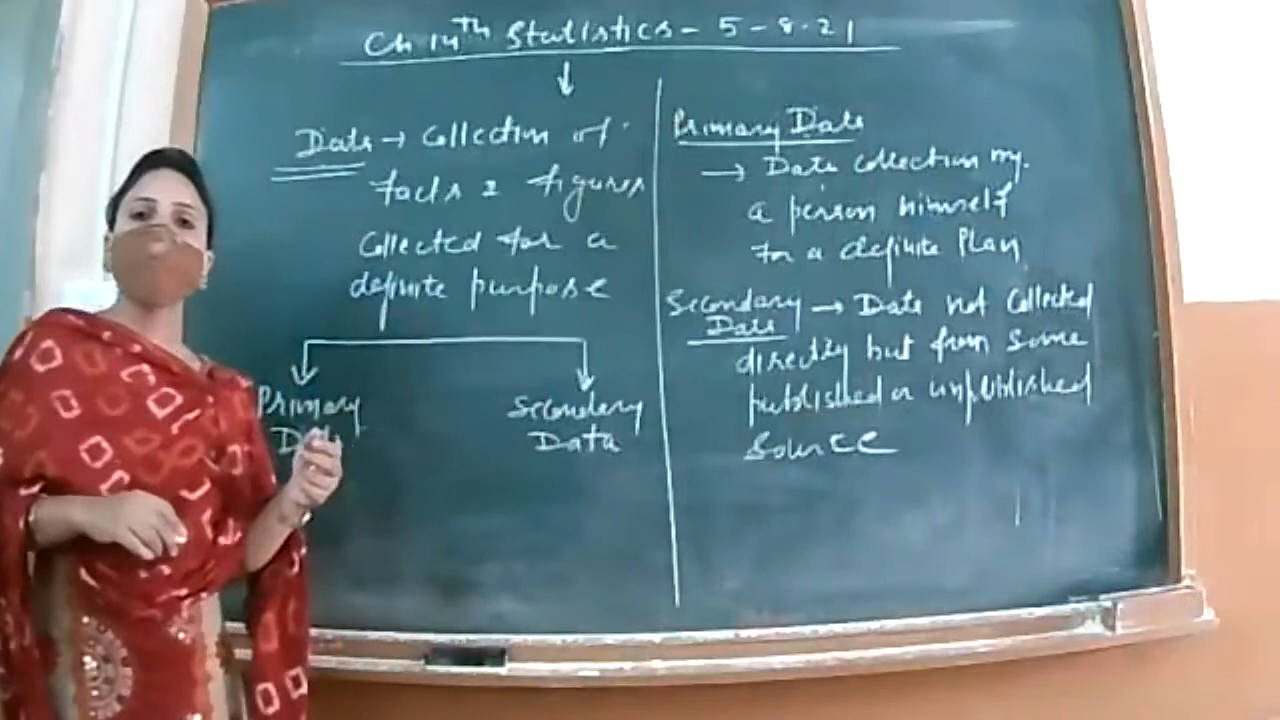 Ch 14th Statistics - 5-8-21
Data → Collection of
facts & figures
collected for a
definite purpose
Primary
Data
Secondary
Data
Primary Data
→ Data collection by
a person himself
for a definite Plan
Secondary → Data not collected
Data
directly but from some
published or unpublished
Source